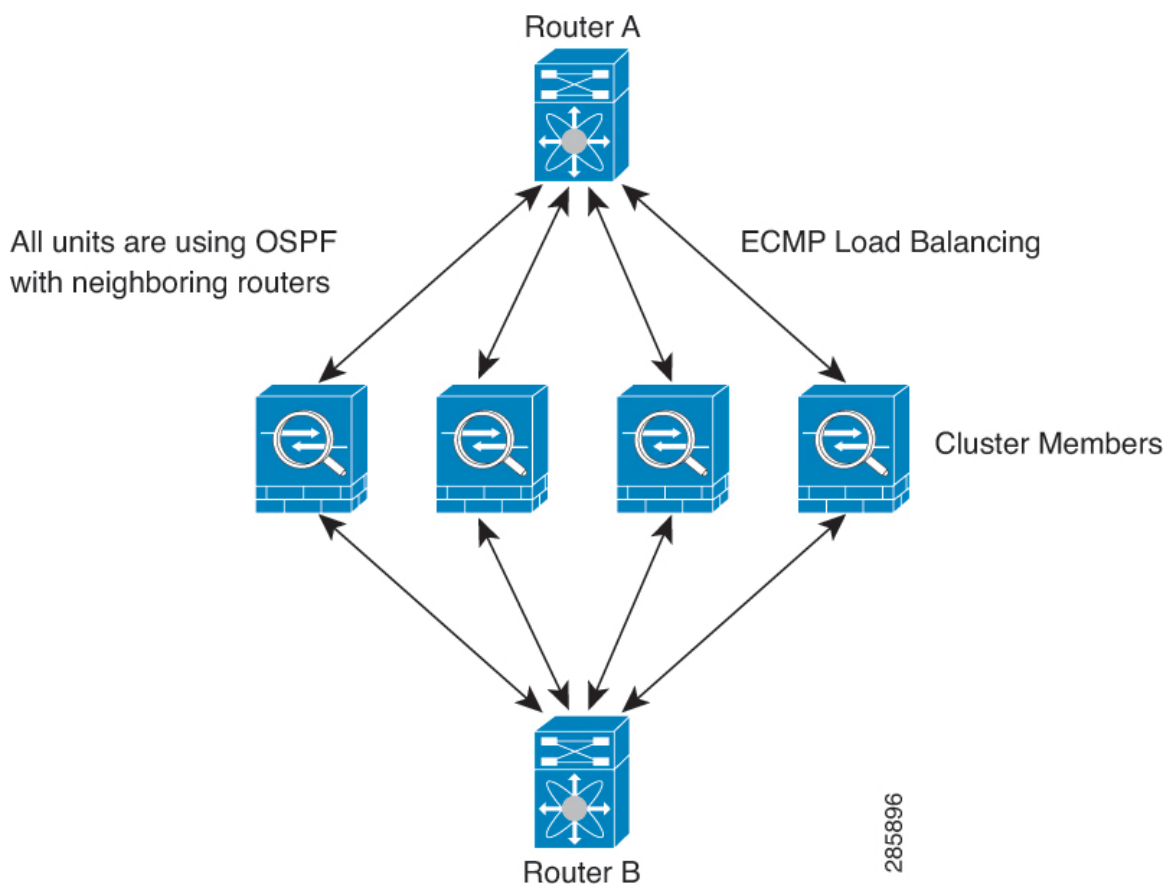 Router A
All units are using OSPF
with neighboring routers
ECMP Load Balancing
Cluster Members
285896
Router B